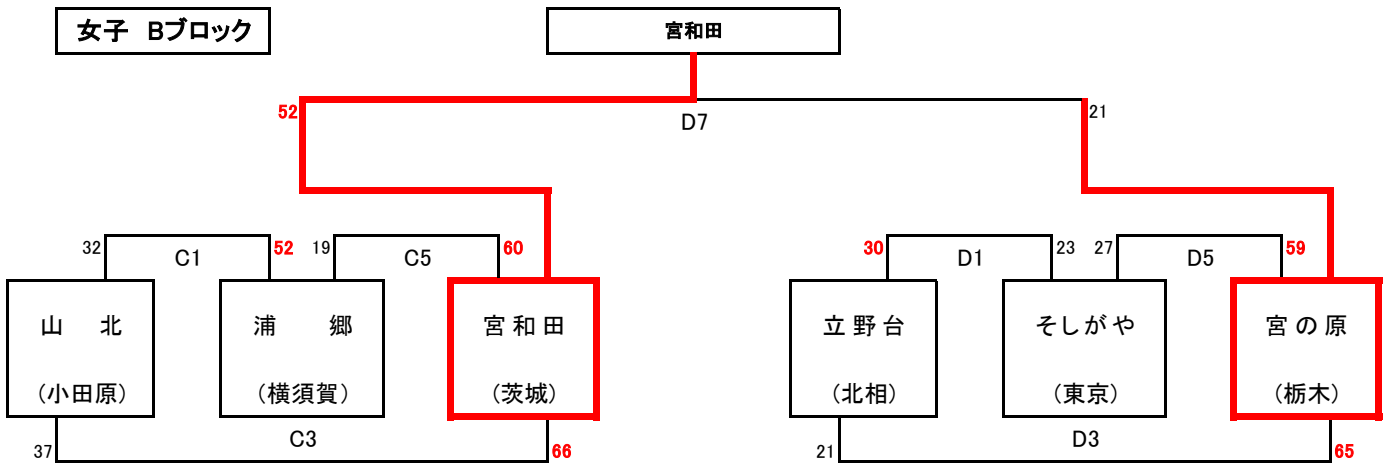 女子 Bブロック
宮和田
52
21
D7
32
C1
52
19
C5
60
30
D1
23
27
D5
59
山 北
浦 郷
宮和田
立野台
そしがや
宮の原
(小田原)
(横須賀)
(茨城)
(北相)
(東京)
(栃木)
37
C3
66
21
D3
65